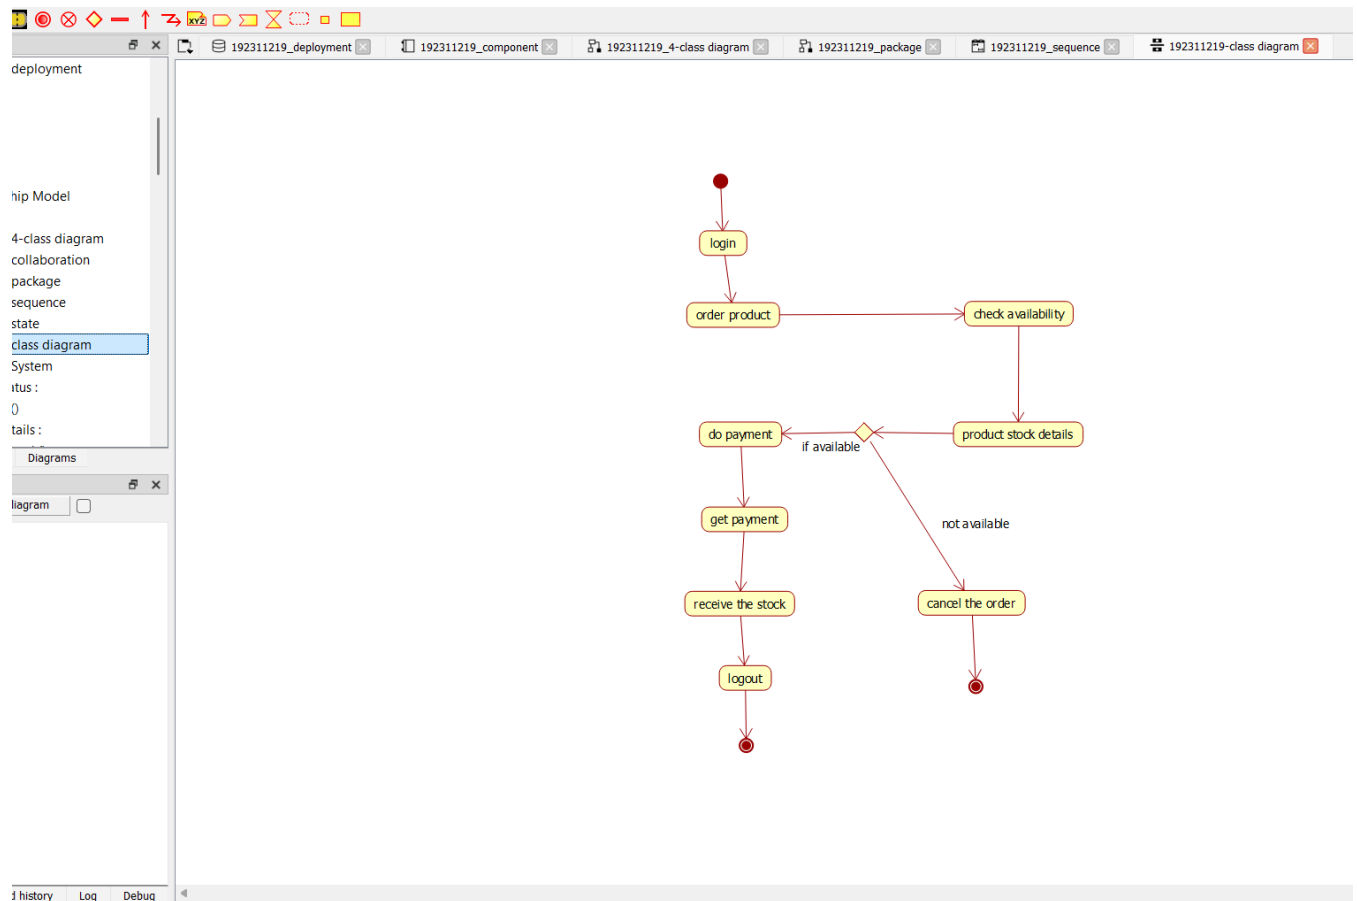 XYZ
192311219_deployment
192311219_component
192311219_4-class diagram
192311219_package
192311219_sequence
192311219-class diagram
deployment
hip Model
4-class diagram
collaboration
package
sequence
state
class diagram
System
atus :
()
tails :
Diagrams
diagram
d history
Log
Debug
login
order product
check availability
do payment
if available
product stock details
get payment
not available
receive the stock
cancel the order
logout